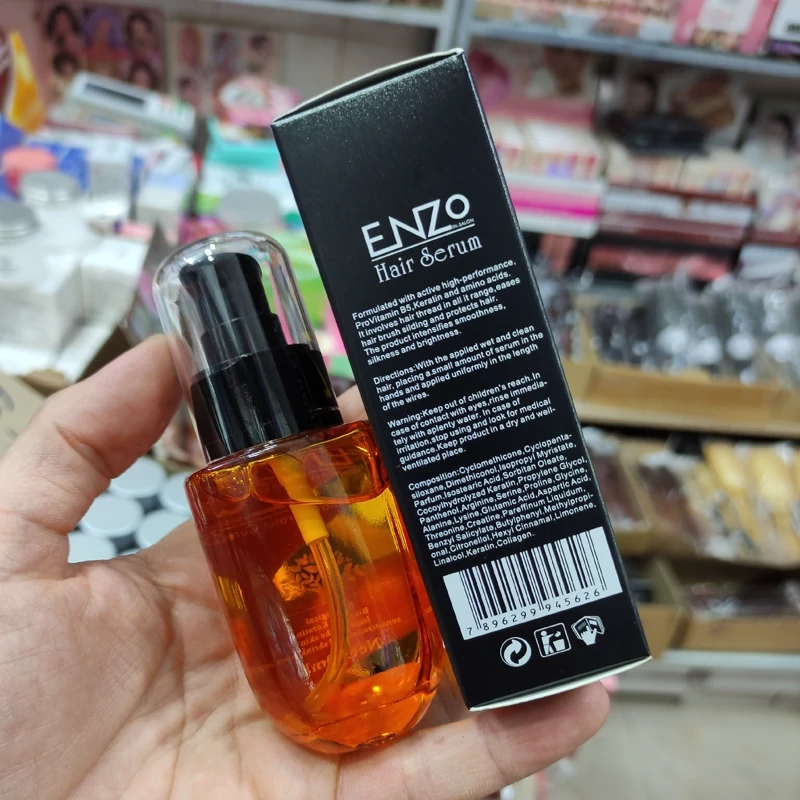 ENZO
IN-SALON
Hair Serum
Formulated with active high-performance,
ProVitamin B5,Keratin and amino acids.
It involves hair thread in all it range,eases
hair brush silding and protects hair.
The product intensifies smoothness,
silkness and brightness.
Directions:With the applied wet and clean
hair, placing a.small amount of serum in the
hands and applied uniformly in the length
of the wires.
Warning:Keep out of children's reach. In
case of contact with eyes,rinse immedia-
tely with aplenty water. In case of
irritation,stop using and look for medical
guidance.Keep product in a dry and well-
ventilated place.
Composition:Cyclomethicone,Cyclopenta-
siloxane,Dimethiconol,Isopropyl Myristate
Parfum,Isostearic Acid,Sorbitan Oleate,
Cocoylhydolyzed Keratin,Propylene Glycol,
Panthenol,Arginine,Serina,Proline,Glycine,
Alanine,Lysine,Glutamic Acid,Aspartic Acid,
Threonine,Creatine,Pareffinum Liquidum,
Benzyl Salicylate,Butylphenyl Methylpropi-
onal,Citronellol,Hexyl Cinnamal,Limonene,
Linalool,Keratin,Collagen.
7 896299 945626